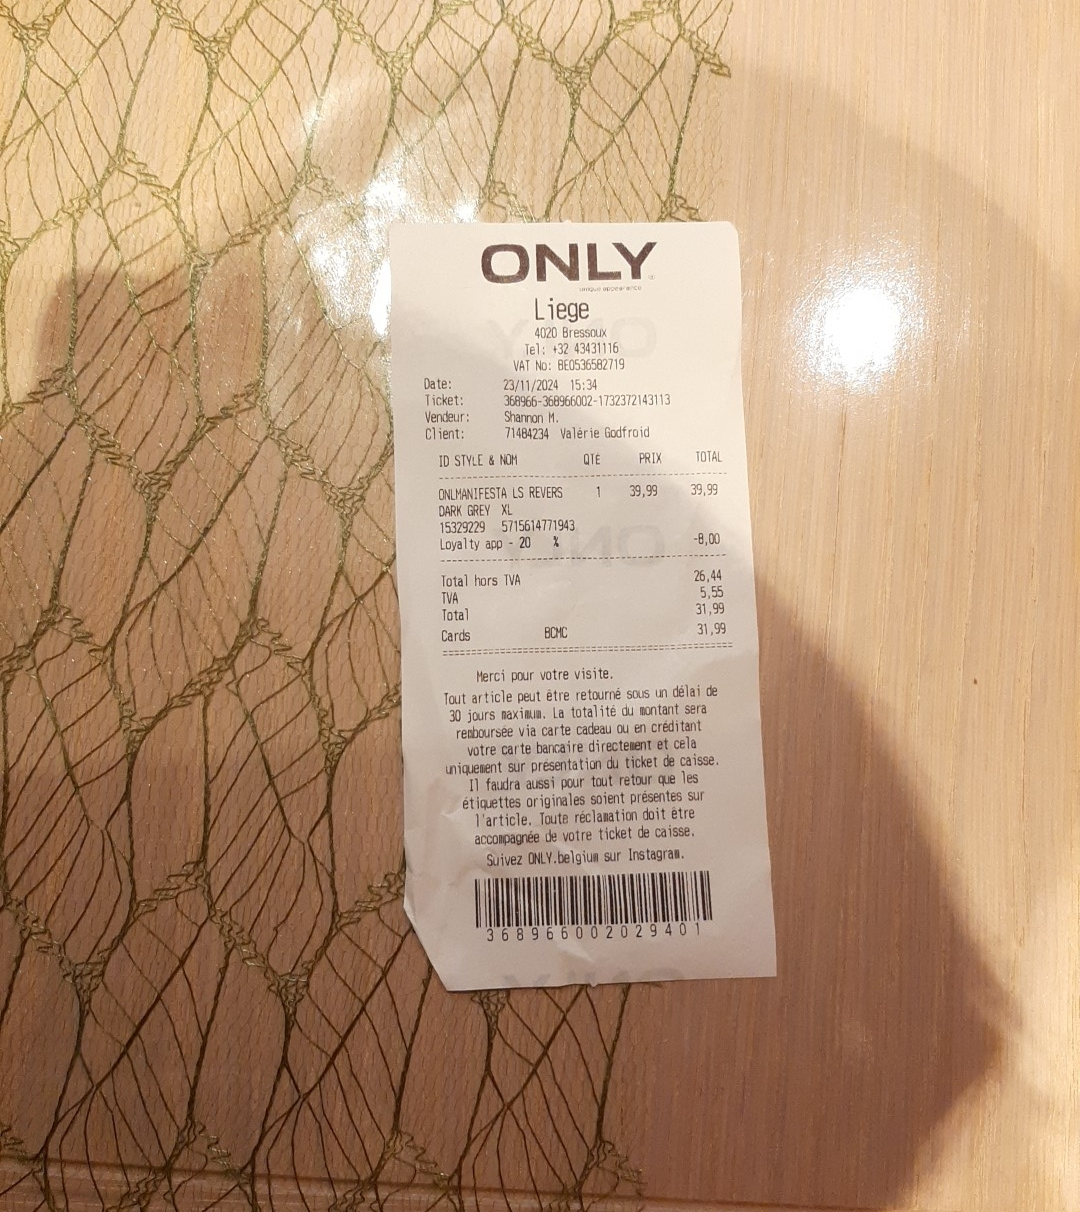 ONLY
unique appearance
Liege
4020 Bressoux
Tel: +32 43431116
VAT No: BE0536582719
Date: 23/11/2024 15:34
Ticket: 368966-368966002-1732372143113
Vendeur: Shannon M.
Client: 71484234 Valérie Godfroid
ID STYLE & NOM QTE PRIX TOTAL
ONLMANIFESTA LS REVERS 1 39,99 39,99
DARK GREY XL
15329229 5715614771943
Loyalty app - 20 % -8,00
Total hors TVA 26,44
TVA 5,55
Total 31,99
Cards BCMC 31,99
Merci pour votre visite.
Tout article peut être retourné sous un délai de
30 jours maximum. La totalité du montant sera
remboursée via carte cadeau ou en créditant
votre carte bancaire directement et cela
uniquement sur présentation du ticket de caisse.
Il faudra aussi pour tout retour que les
étiquettes originales soient présentes sur
l'article. Toute réclamation doit être
accompagnée de votre ticket de caisse.
Suivez ONLY.belgium sur Instagram.
368966002029401